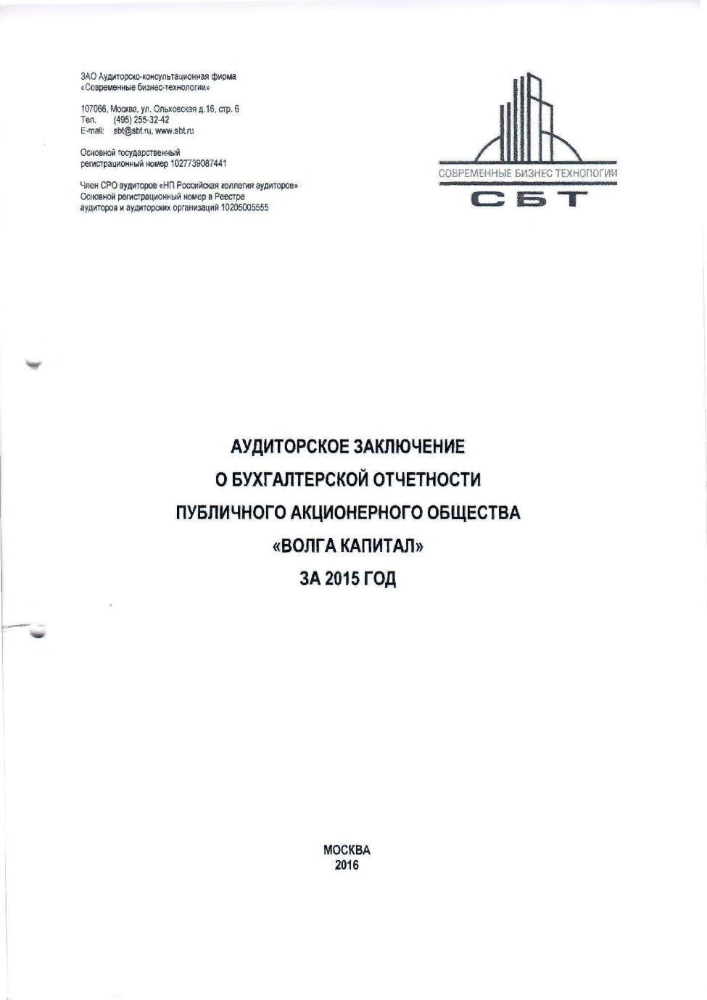 ЗАО Аудиторско-консультационная фирма
«Современные бизнес-технологии»
107066, Москва, ул. Ольховская д.16, стр. 6
Тел. (495) 255-32-42
E-mail: sbt@sbt.ru, www.sbt.ru
Основной государственный
регистрационный номер 1027739087441
Член СРО аудиторов «НП Российская коллегия аудиторов»
Основной регистрационный номер в Реестре
аудиторов и аудиторских организаций 10205005555
СОВРЕМЕННЫЕ БИЗНЕС ТЕХНОЛОГИИ
СБТ
АУДИТОРСКОЕ ЗАКЛЮЧЕНИЕ
О БУХГАЛТЕРСКОЙ ОТЧЕТНОСТИ
ПУБЛИЧНОГО АКЦИОНЕРНОГО ОБЩЕСТВА
«ВОЛГА КАПИТАЛ»
ЗА 2015 ГОД
МОСКВА
2016